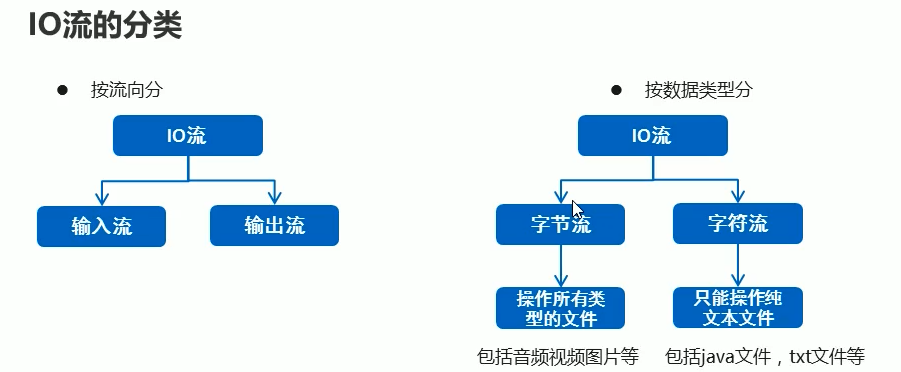 IO流的分类
● 按流向分
IO流
输入流
输出流
● 按数据类型分
IO流
字节流
字符流
操作所有类
型的文件
只能操作纯
文本文件
包括音频视频图片等
包括java文件，txt文件等